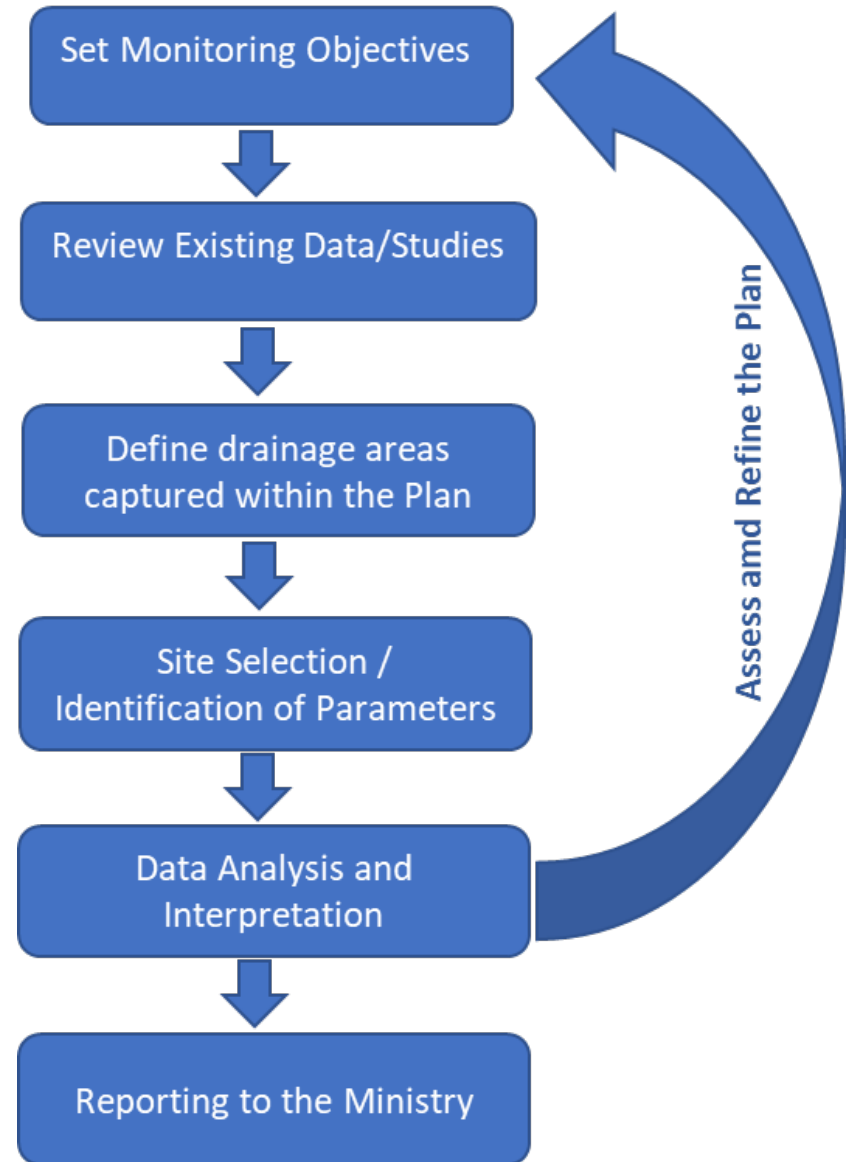 Set Monitoring Objectives
Review Existing Data/Studies
Define drainage areas
captured within the Plan
Site Selection /
Identification of Parameters
Data Analysis and
Interpretation
Reporting to the Ministry
Assess amd Refine the Plan